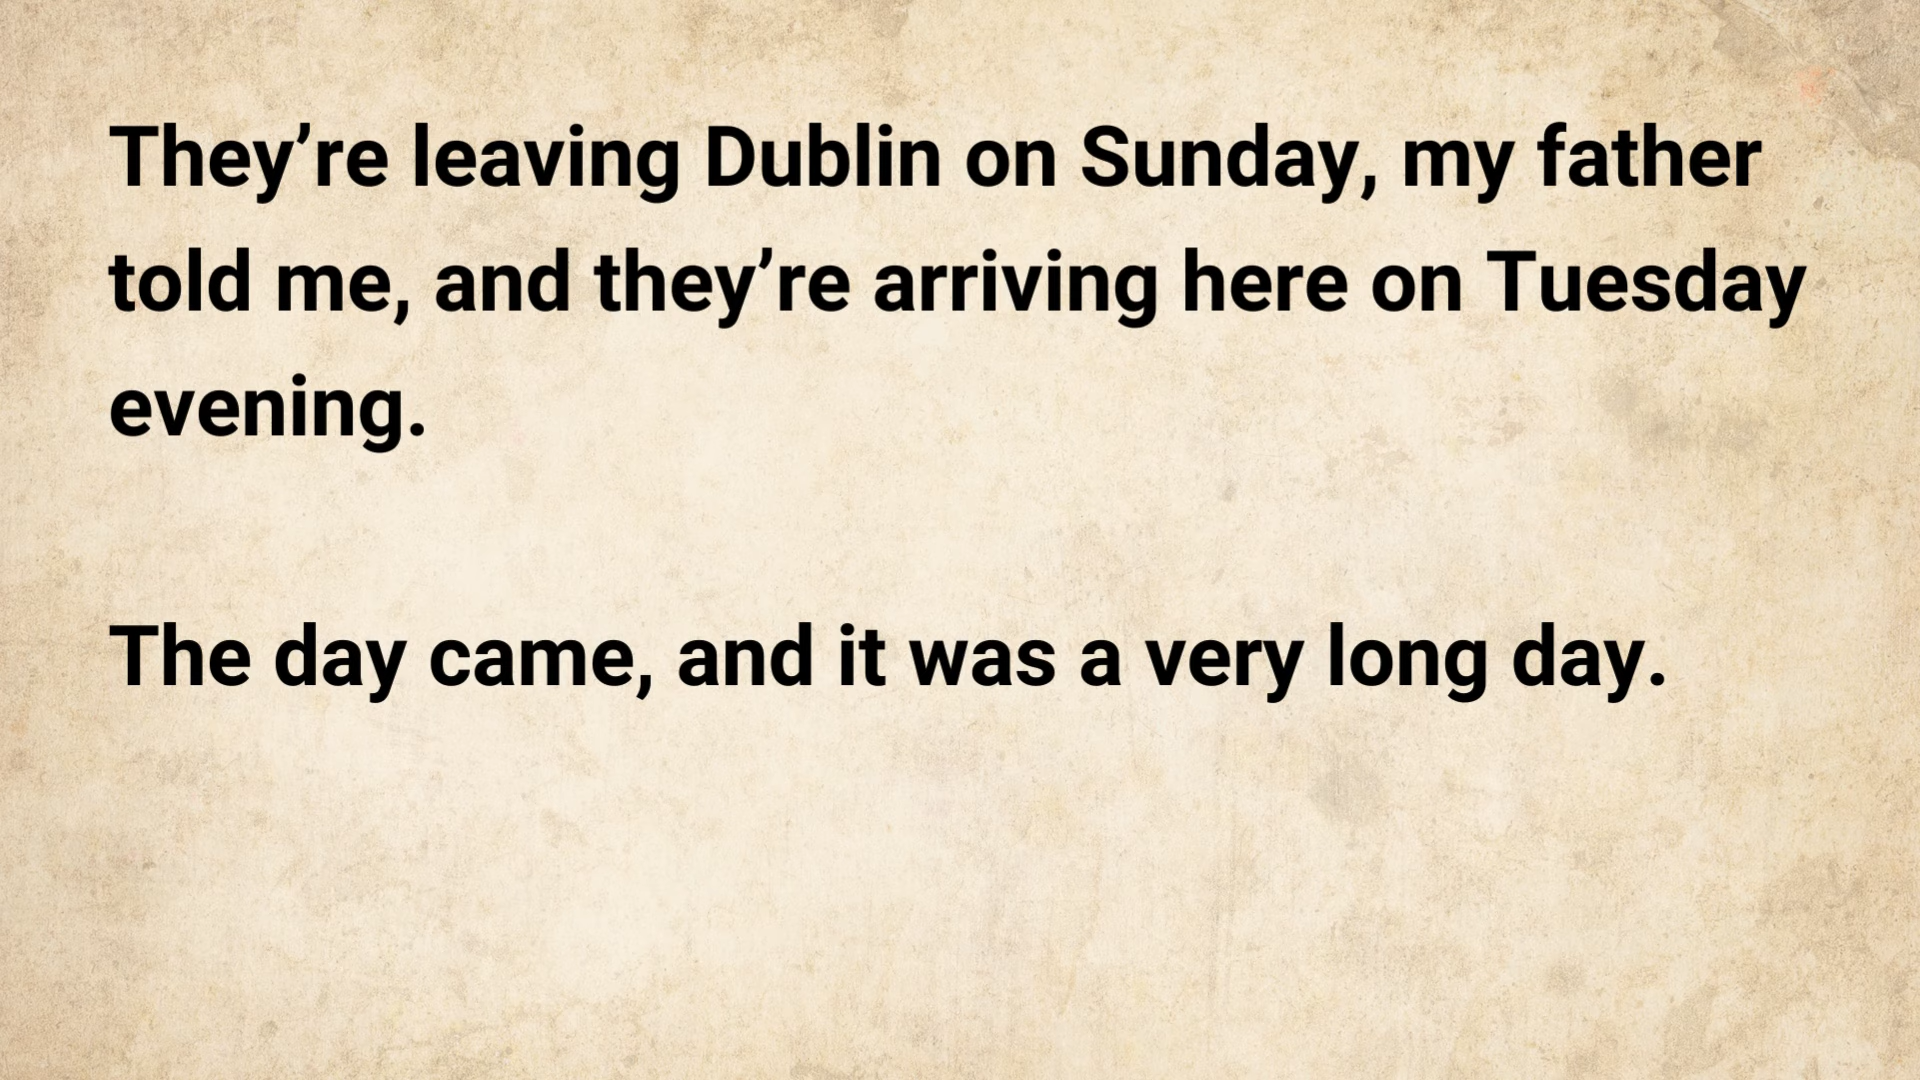 They’re leaving Dublin on Sunday, my father
told me, and they’re arriving here on Tuesday
evening.
The day came, and it was a very long day.